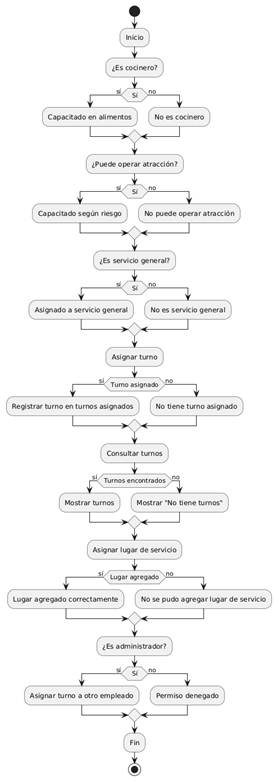 Inicio
¿Es cocinero?
sí
Sí
no
Capacitado en alimentos
No es cocinero
¿Puede operar atracción?
sí
Sí
no
Capacitado según riesgo
No puede operar atracción
¿Es servicio general?
sí
Sí
no
Asignado a servicio general
No es servicio general
Asignar turno
sí
Turno asignado
no
Registrar turno en turnos asignados
No tiene turno asignado
Consultar turnos
sí
Turnos encontrados
no
Mostrar turnos
Mostrar "No tiene turnos"
Asignar lugar de servicio
sí
Lugar agregado
no
Lugar agregado correctamente
No se pudo agregar lugar de servicio
¿Es administrador?
sí
Sí
no
Asignar turno a otro empleado
Permiso denegado
Fin